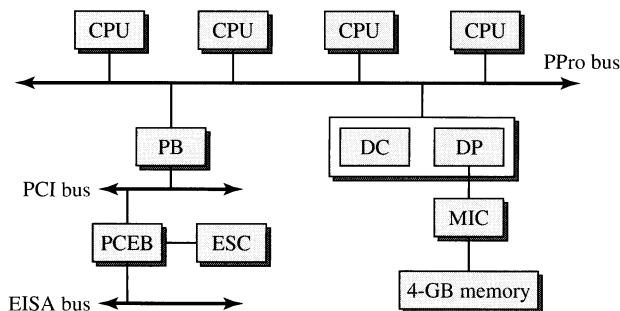 CPU CPU CPU CPU
PPro bus
PB
DC DP
PCI bus
MIC
PCEB ESC
4-GB memory
EISA bus